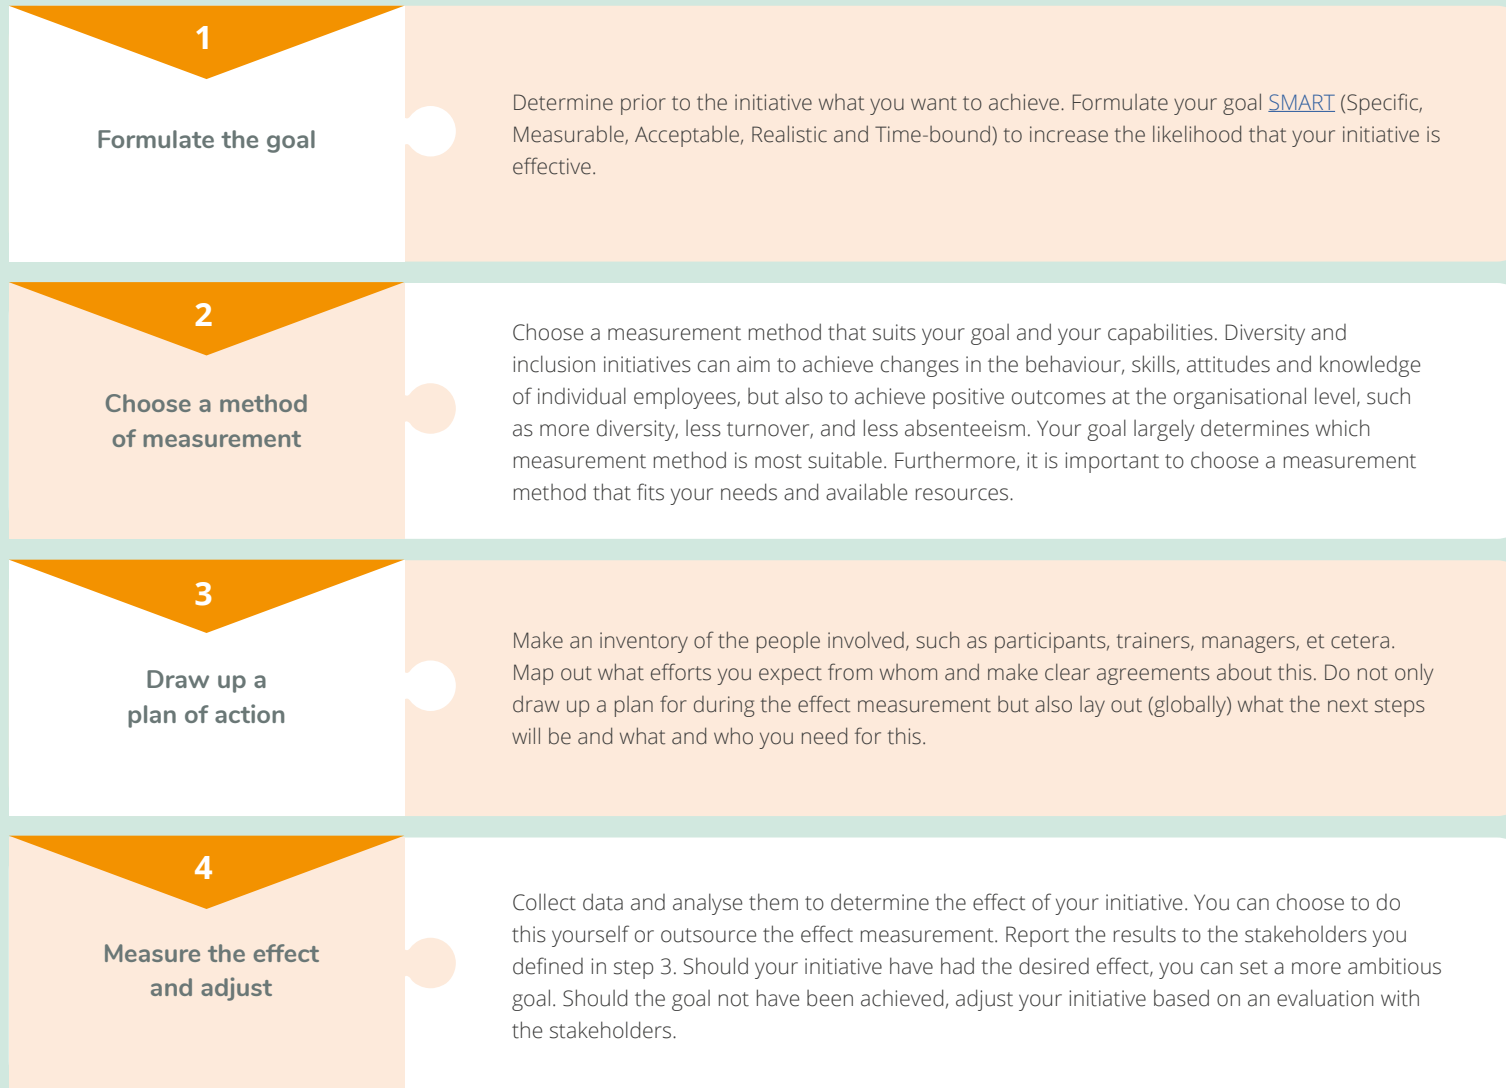 1
Formulate the goal
Determine prior to the initiative what you want to achieve. Formulate your goal SMART (Specific,
Measurable, Acceptable, Realistic and Time-bound) to increase the likelihood that your initiative is
effective.
2
Choose a method
of measurement
Choose a measurement method that suits your goal and your capabilities. Diversity and
inclusion initiatives can aim to achieve changes in the behaviour, skills, attitudes and knowledge
of individual employees, but also to achieve positive outcomes at the organisational level, such
as more diversity, less turnover, and less absenteeism. Your goal largely determines which
measurement method is most suitable. Furthermore, it is important to choose a measurement
method that fits your needs and available resources.
3
Draw up a
plan of action
Make an inventory of the people involved, such as participants, trainers, managers, et cetera.
Map out what efforts you expect from whom and make clear agreements about this. Do not only
draw up a plan for during the effect measurement but also lay out (globally) what the next steps
will be and what and who you need for this.
4
Measure the effect
and adjust
Collect data and analyse them to determine the effect of your initiative. You can choose to do
this yourself or outsource the effect measurement. Report the results to the stakeholders you
defined in step 3. Should your initiative have had the desired effect, you can set a more ambitious
goal. Should the goal not have been achieved, adjust your initiative based on an evaluation with
the stakeholders.